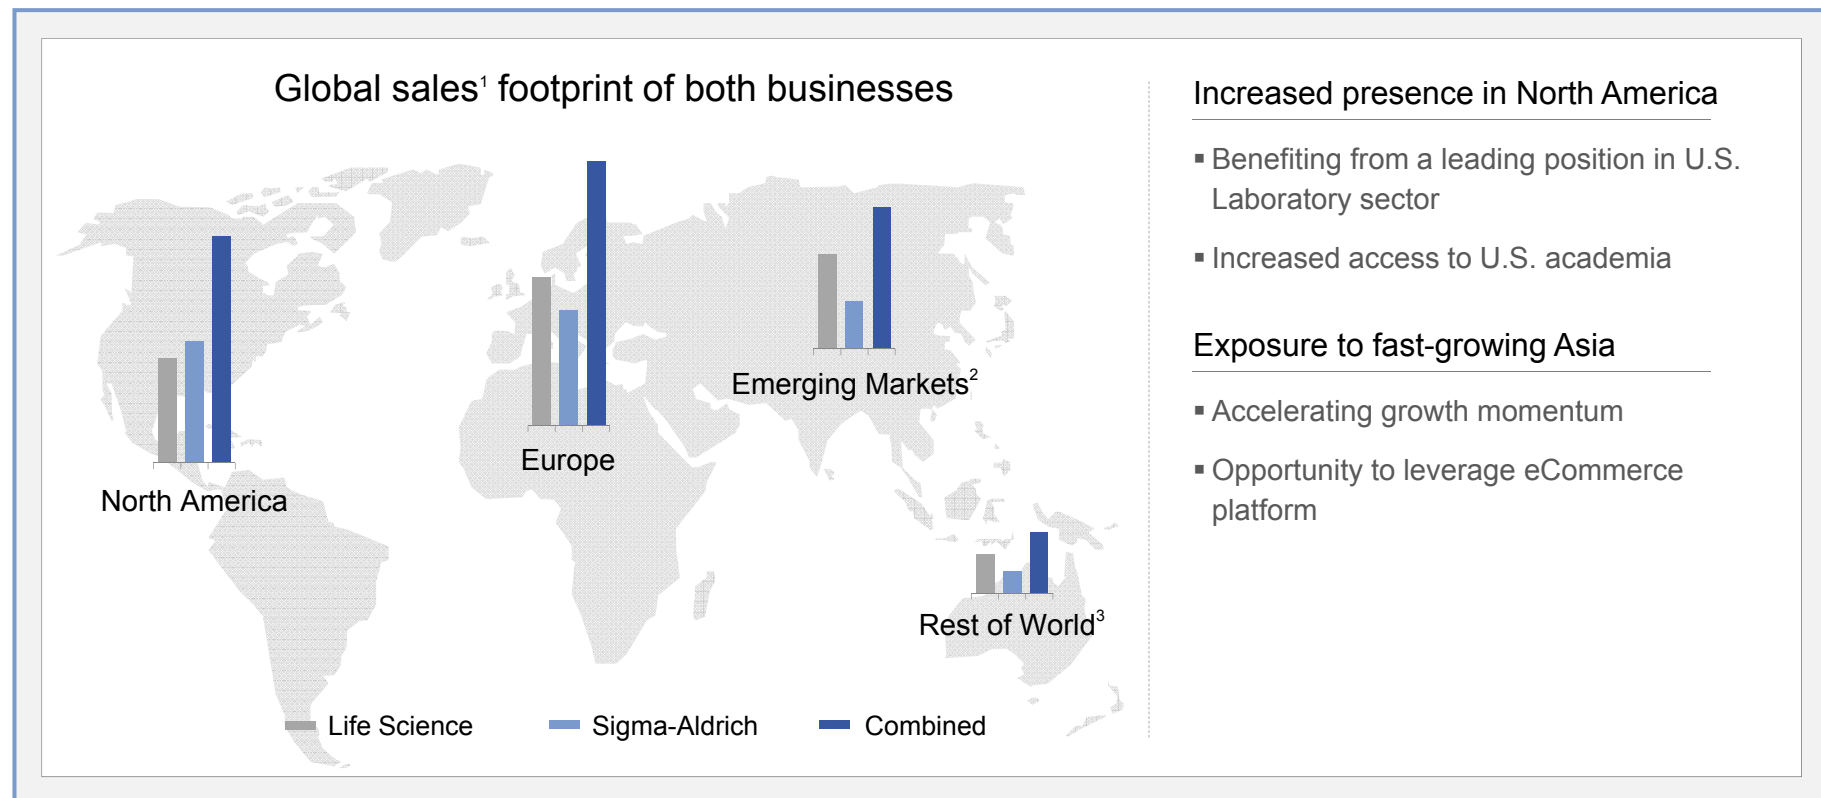 Global sales¹ footprint of both businesses
North America
Europe
Emerging Markets²
Rest of World³
Life Science
Sigma-Aldrich
Combined
Increased presence in North America
▪ Benefiting from a leading position in U.S.
Laboratory sector
▪ Increased access to U.S. academia
Exposure to fast-growing Asia
▪ Accelerating growth momentum
▪ Opportunity to leverage eCommerce
platform